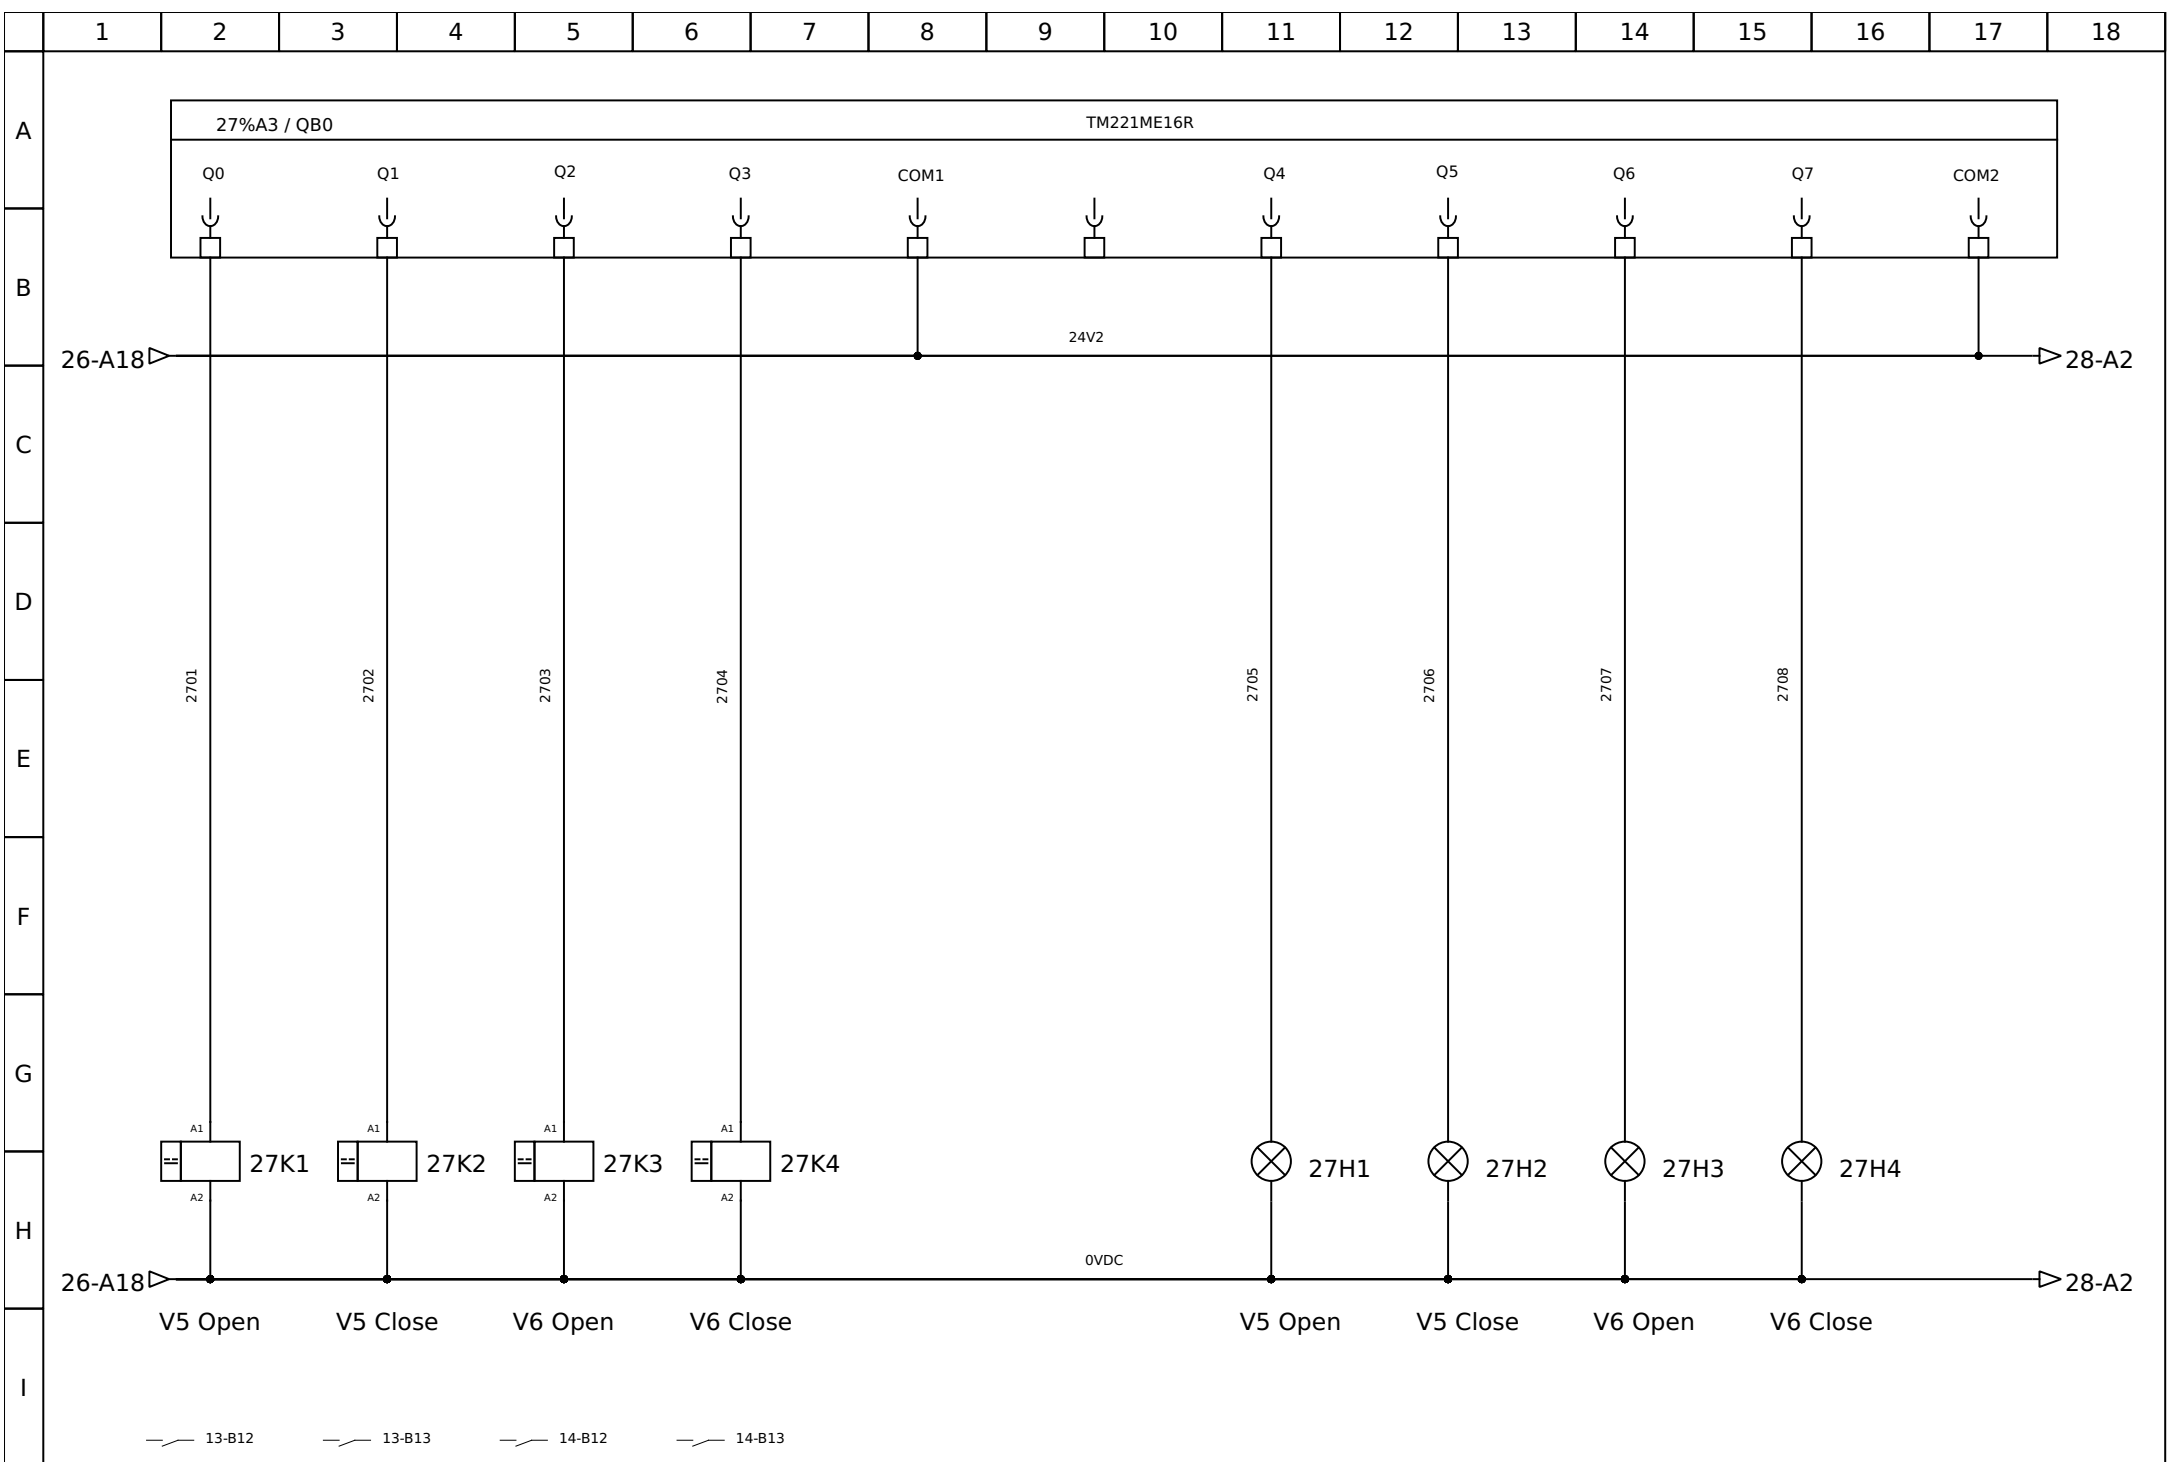 1 2 3 4 5 6 7 8 9 10 11 12 13 14 15 16 17 18
A
27%A3 / QB0 TM221ME16R
Q0 Q1 Q2 Q3 COM1 Q4 Q5 Q6 Q7 COM2
B
24V2
26-A18 28-A2
C
D
2701 2702 2703 2704 2705 2706 2707 2708
E
F
G
A1 A1 A1 A1
27K1 27K2 27K3 27K4 27H1 27H2 27H3 27H4
A2 A2 A2 A2
H
0VDC
26-A18 28-A2
V5 Open V5 Close V6 Open V6 Close V5 Open V5 Close V6 Open V6 Close
I
13-B12 13-B13 14-B12 14-B13